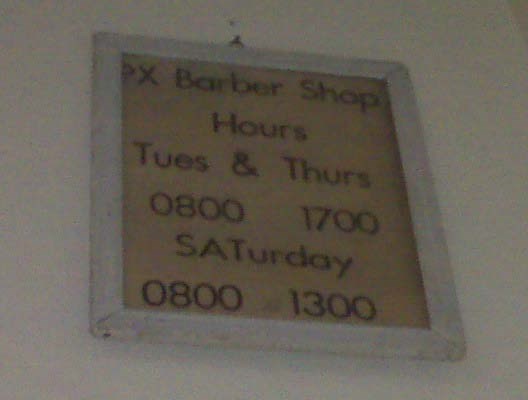 PX Barber Shop
Hours
Tues & Thurs
0800 1700
SATurday
0800 1300